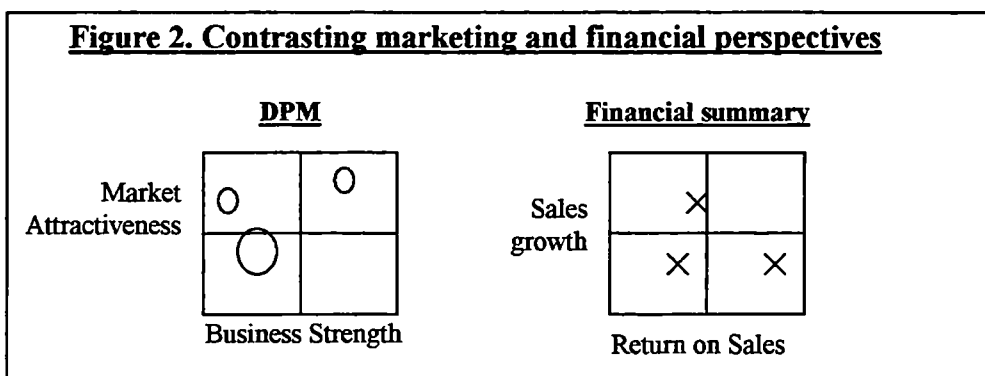 Figure 2. Contrasting marketing and financial perspectives
DPM
Market
Attractiveness
Business Strength
Financial summary
Sales
growth
Return on Sales